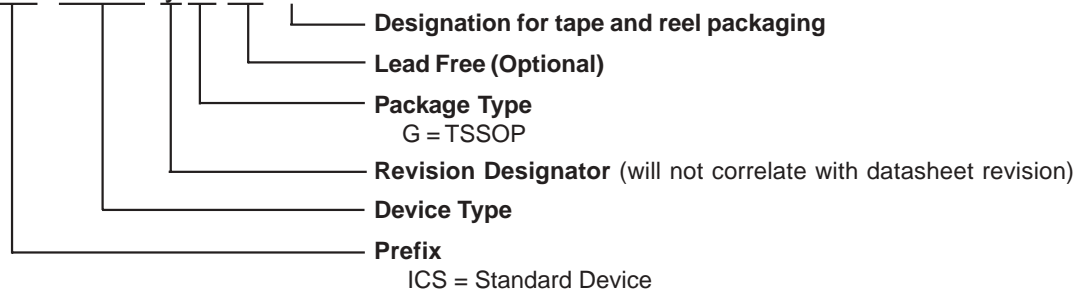 Designation for tape and reel packaging
Lead Free (Optional)
Package Type
G = TSSOP
Revision Designator (will not correlate with datasheet revision)
Device Type
Prefix
ICS = Standard Device